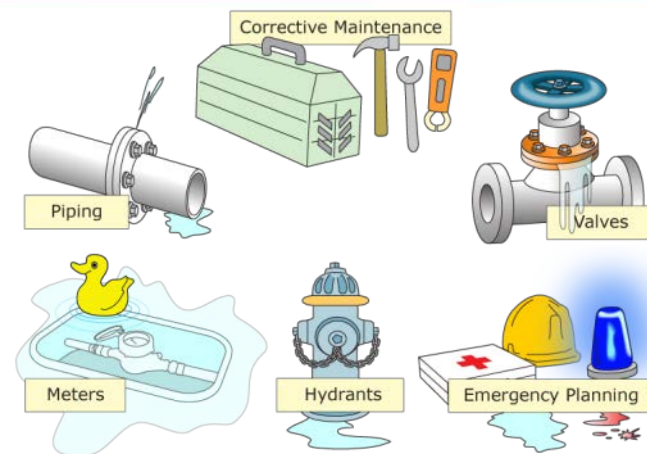 Corrective Maintenance
Piping
Valves
Meters
Hydrants
Emergency Planning